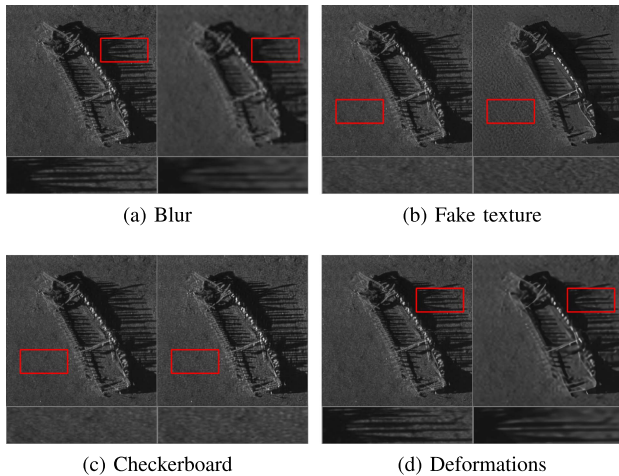 (a) Blur
(b) Fake texture
(c) Checkerboard
(d) Deformations